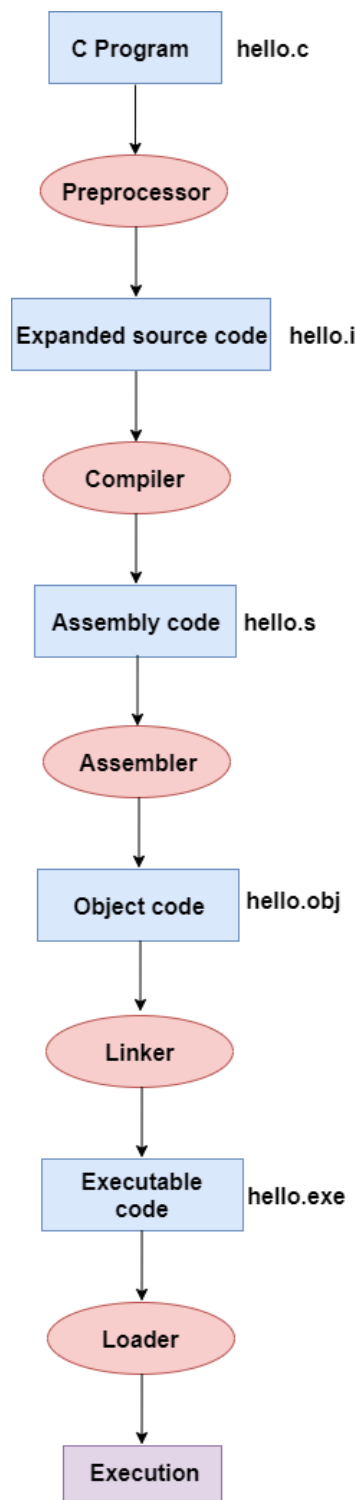 C Program hello.c
Preprocessor
Expanded source code hello.i
Compiler
Assembly code hello.s
Assembler
Object code hello.obj
Linker
Executable
code
hello.exe
Loader
Execution